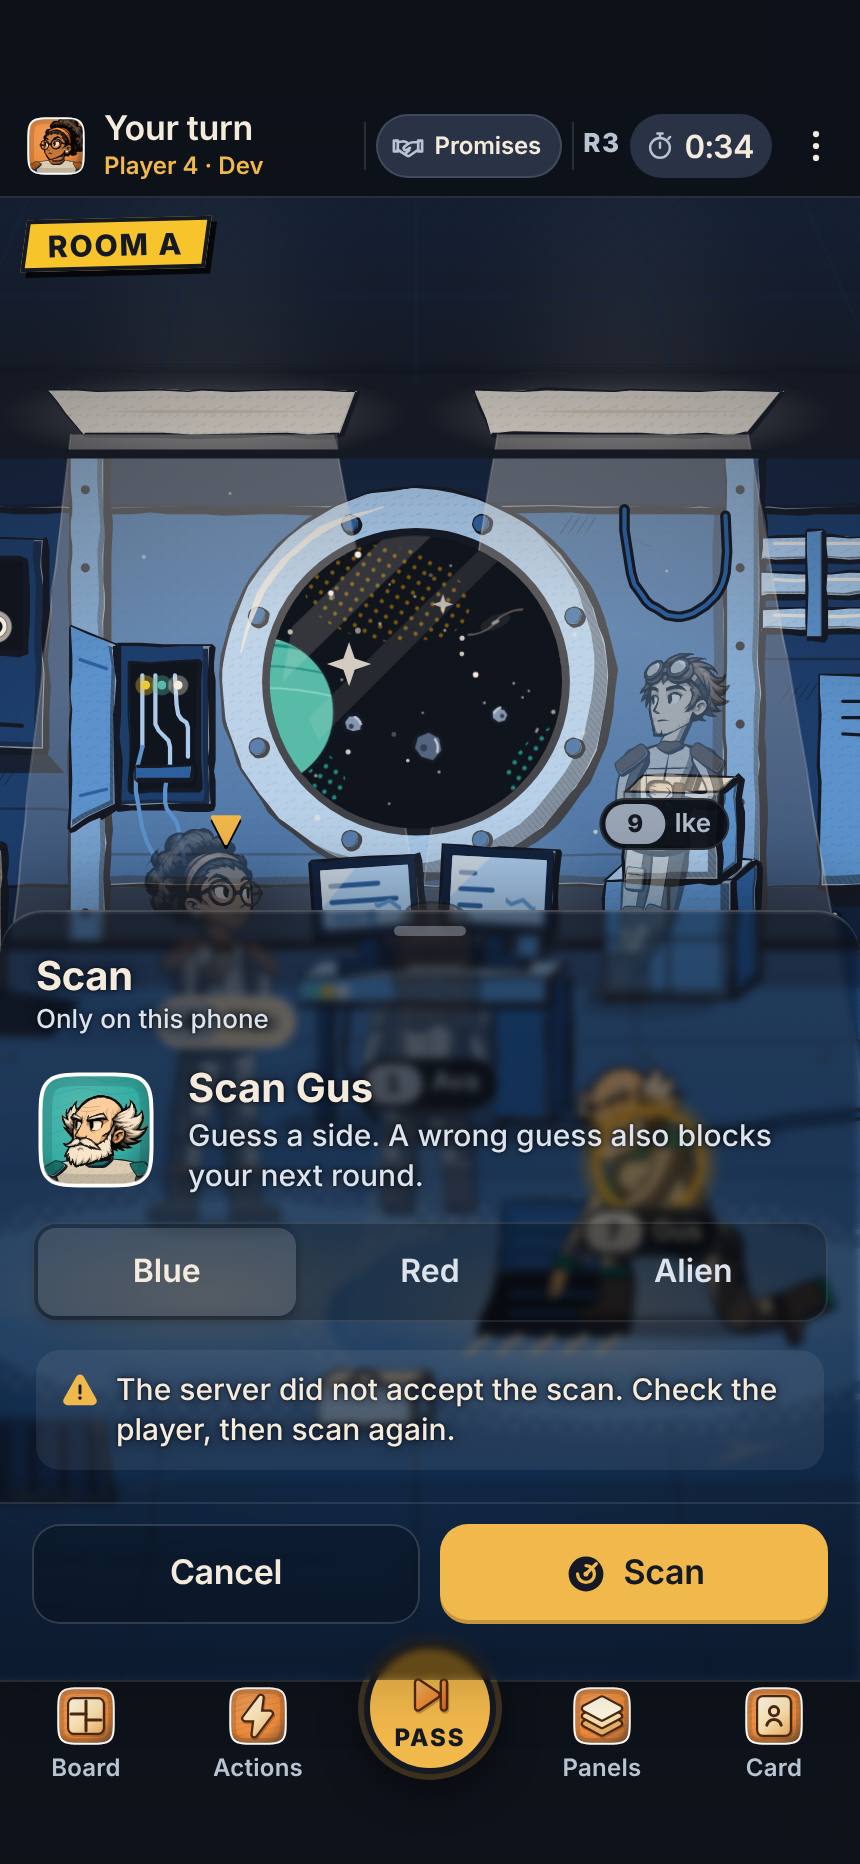 Your turn
Player 4 · Dev
Promises
R3
0:34
ROOM A
9 Ike
Scan
Only on this phone
Scan Gus
Guess a side. A wrong guess also blocks
your next round.
Blue
Red
Alien
The server did not accept the scan. Check the
player, then scan again.
Cancel
Scan
Board
Actions
PASS
Panels
Card